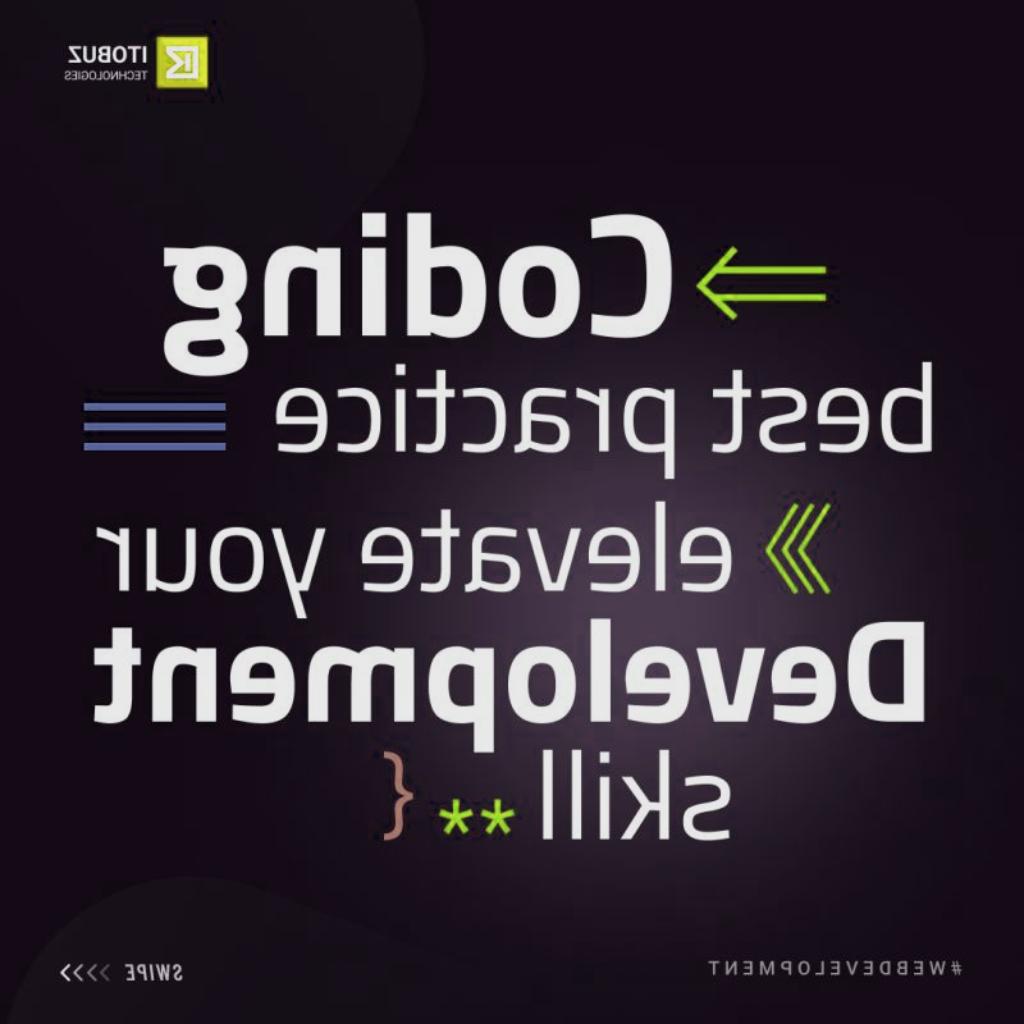 ITOBUZ
TECHNOLOGIES
Coding
best practice
elevate your
Development
skill ** }
#WEBDEVELOPMENT
SWIPE >>>>